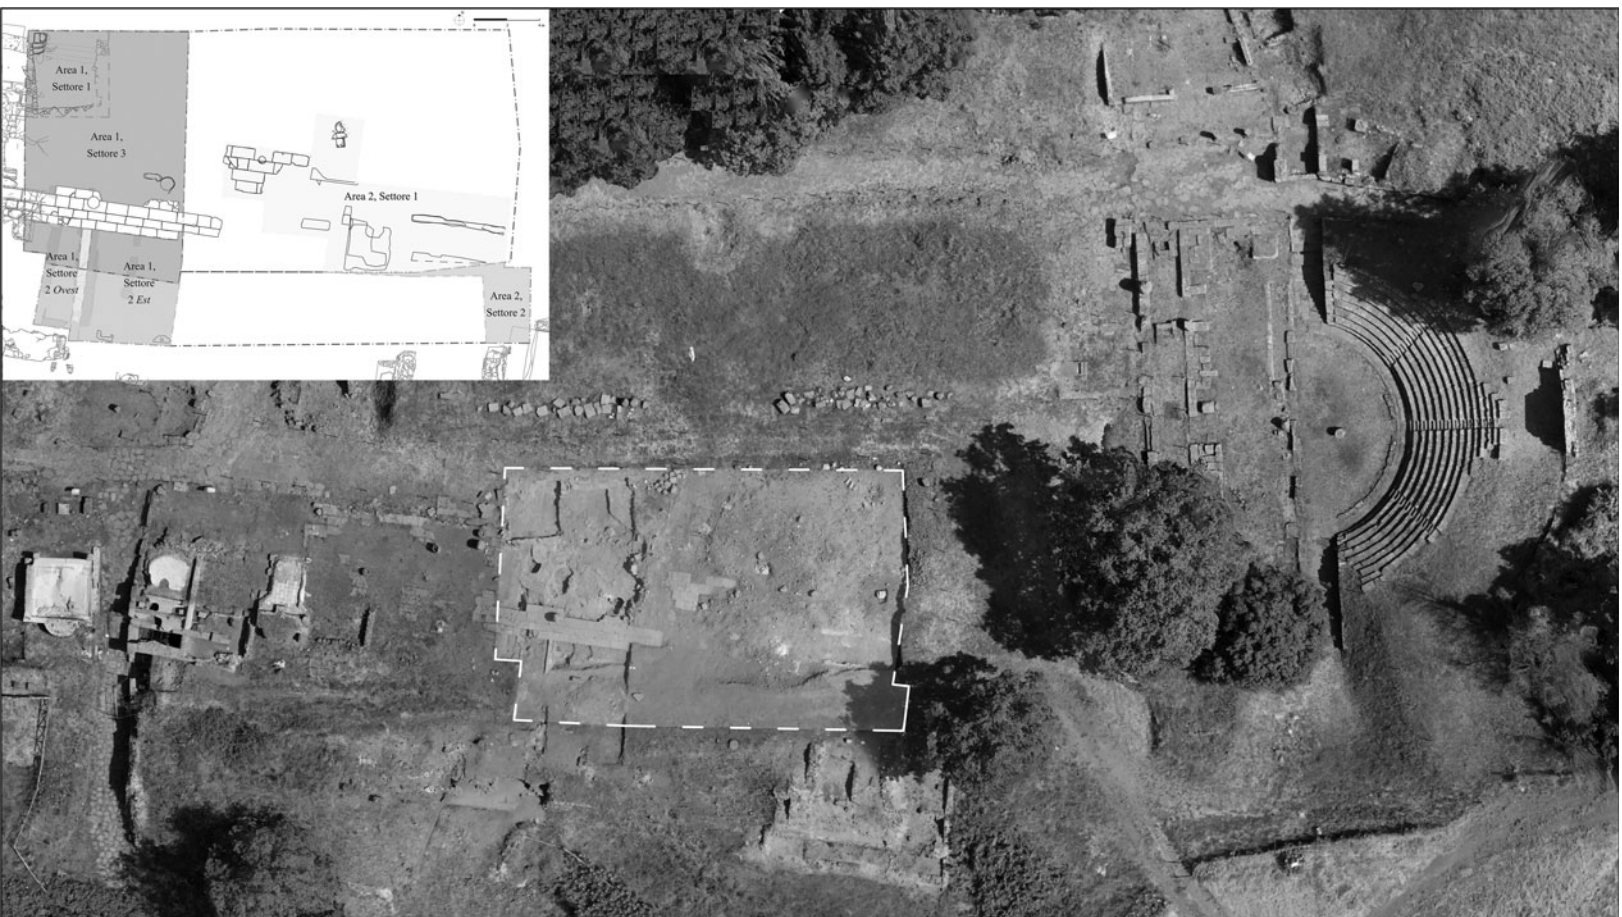 Area 1,
Settore 1
Area 1,
Settore 3
Area 2, Settore 1
Area 1,
Settore
2 Ovest
Area 1,
Settore
2 Est
Area 2,
Settore 2